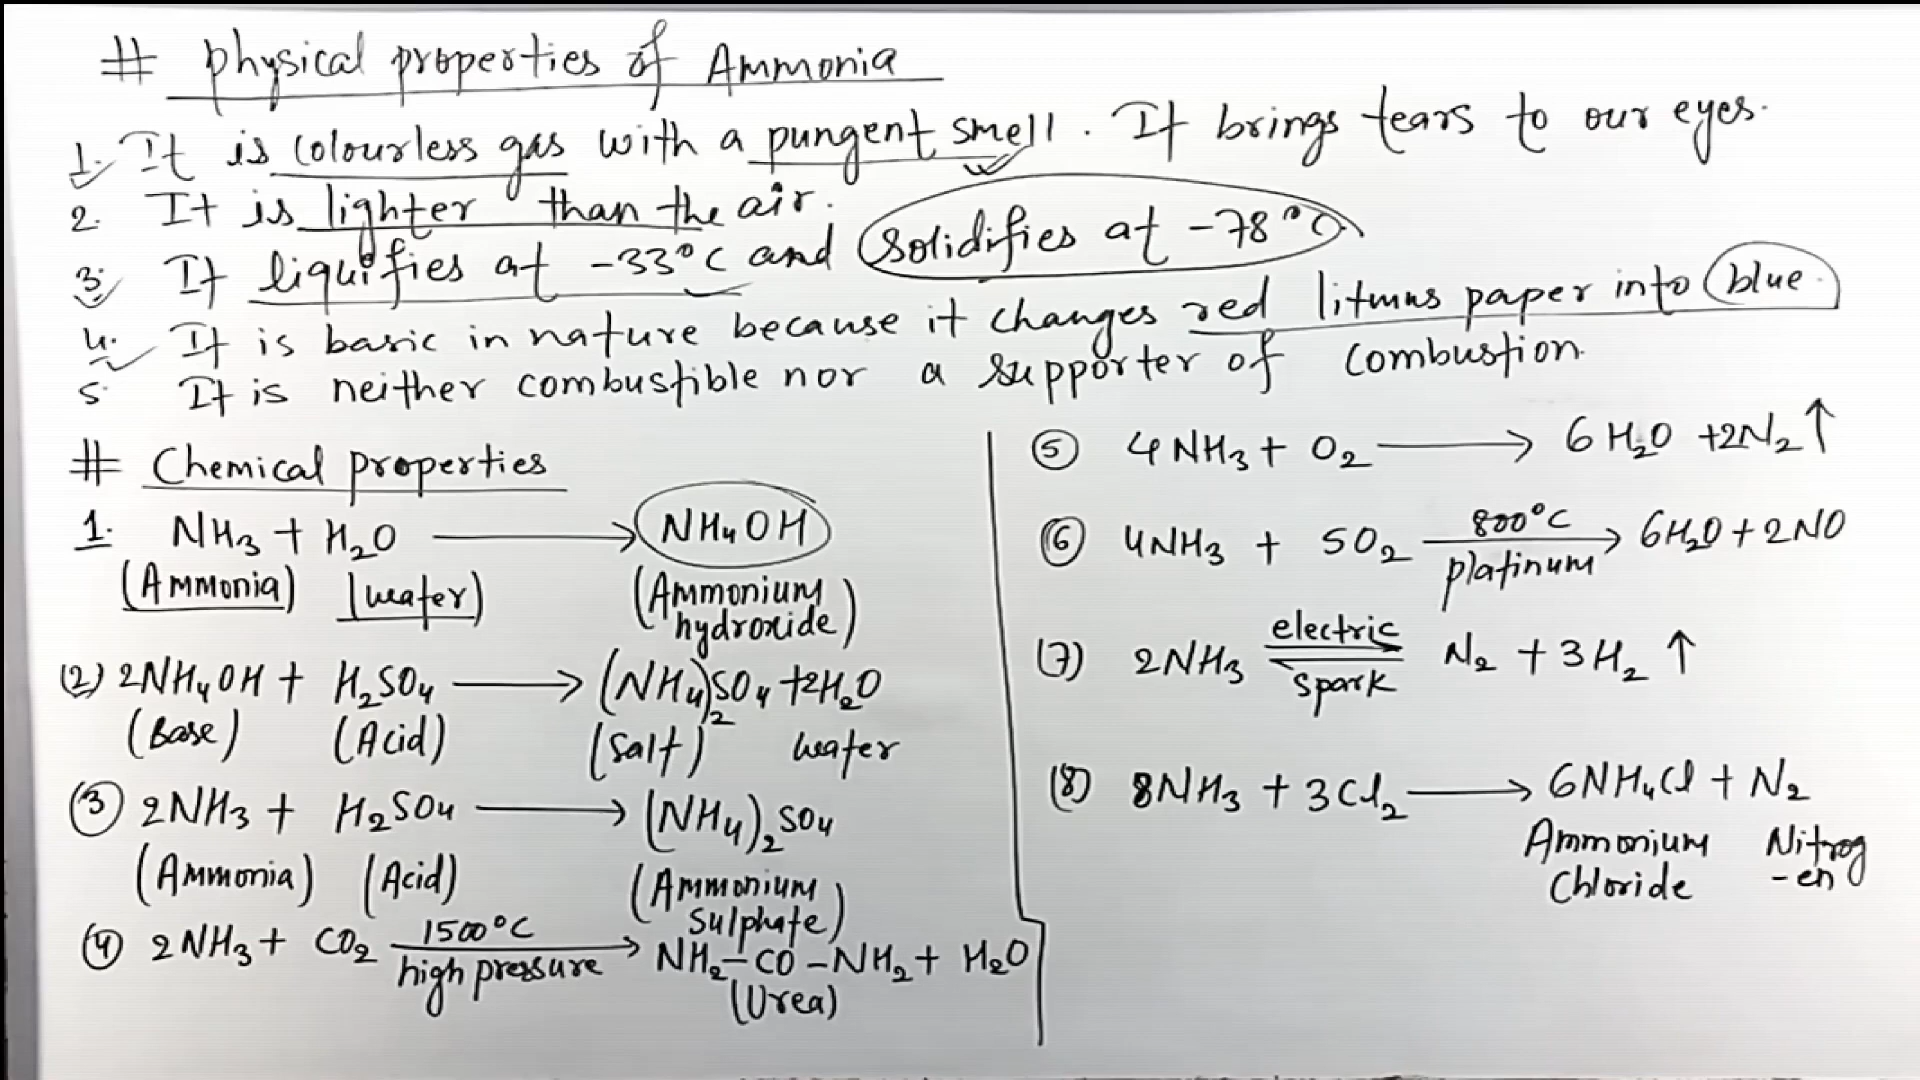 # Physical properties of Ammonia
1. It is colourless gas with a pungent smell. It brings tears to our eyes.
2. It is lighter than the air.
3. It liquifies at -33°C and solidifies at -78°C
4. It is basic in nature because it changes red litmus paper into blue.
5. It is neither combustible nor a supporter of combustion.
# Chemical properties
1. NH₃ + H₂O → NH₄OH
(Ammonia) (water) (Ammonium hydroxide)
(2) 2NH₄OH + H₂SO₄ → (NH₄)₂SO₄ + 2H₂O
(Base) (Acid) (Salt) water
(3) 2NH₃ + H₂SO₄ → (NH₄)₂SO₄
(Ammonia) (Acid) (Ammonium Sulphate)
(4) 2NH₃ + CO₂ 1500°C high pressure → NH₂-CO-NH₂ + H₂O
(Urea)
(5) 4NH₃ + O₂ → 6H₂O + 2N₂ ↑
(6) 4NH₃ + 5O₂ 800°C platinum → 6H₂O + 2NO
(7) 2NH₃ electric spark ⇌ N₂ + 3H₂ ↑
(8) 8NH₃ + 3Cl₂ → 6NH₄Cl + N₂
Ammonium Nitrog
Chloride -en